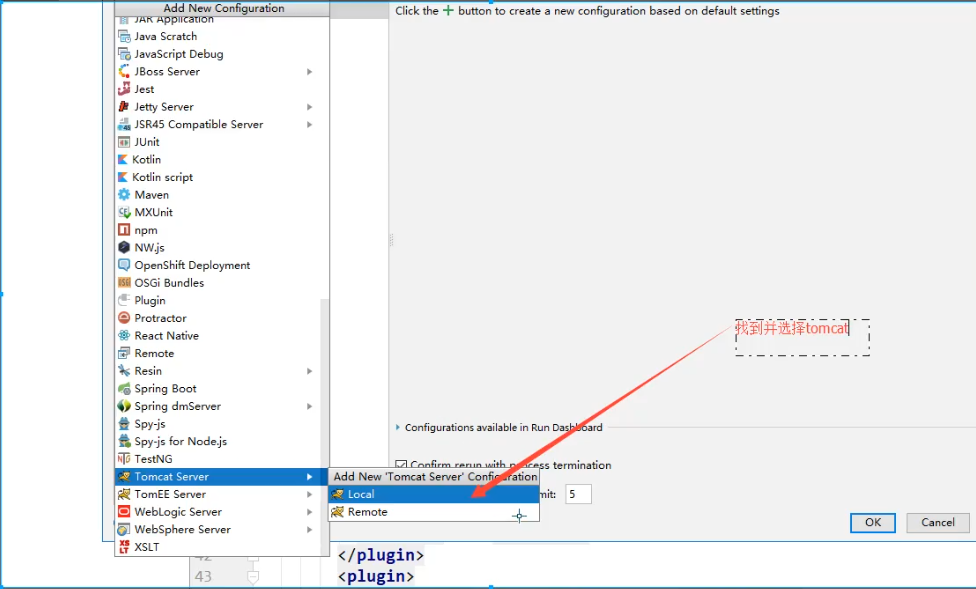 Add New Configuration
Click the + button to create a new configuration based on default settings
JAR Application
Java Scratch
JavaScript Debug
JBoss Server
Jest
Jetty Server
JSR45 Compatible Server
JUnit
Kotlin
Kotlin script
Maven
MXUnit
npm
NW.js
OpenShift Deployment
OSGi Bundles
Plugin
Protractor
React Native
Remote
Resin
Spring Boot
Spring dmServer
Spy-js
Spy-js for Node.js
TestNG
Tomcat Server
TomEE Server
WebLogic Server
WebSphere Server
XSLT
找到并选择tomcat
Configurations available in Run Dashboard
Confirm rerun with process termination
Add New 'Tomcat Server' Configuration
Local
mit: 5
Remote
OK
Cancel
42
</plugin>
43
<plugin>